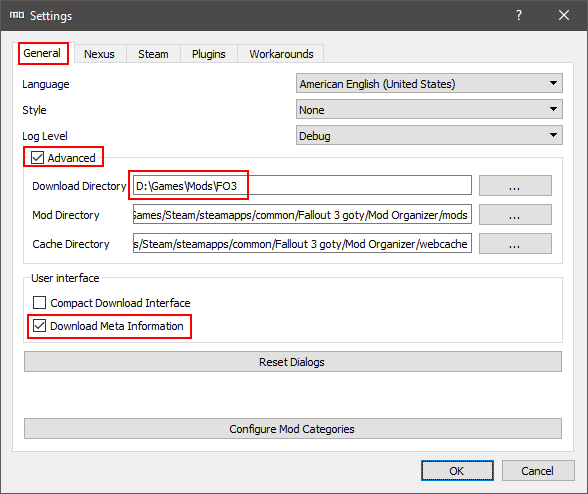 MO Settings ? ×
General Nexus Steam Plugins Workarounds
Language American English (United States)
Style None
Log Level Debug
Advanced
Download Directory D:\Games\Mods\FO3 ...
Mod Directory Games/Steam/steamapps/common/Fallout 3 goty/Mod Organizer/mods ...
Cache Directory s/Steam/steamapps/common/Fallout 3 goty/Mod Organizer/webcache ...
User interface
Compact Download Interface
Download Meta Information
Reset Dialogs
Configure Mod Categories
OK Cancel